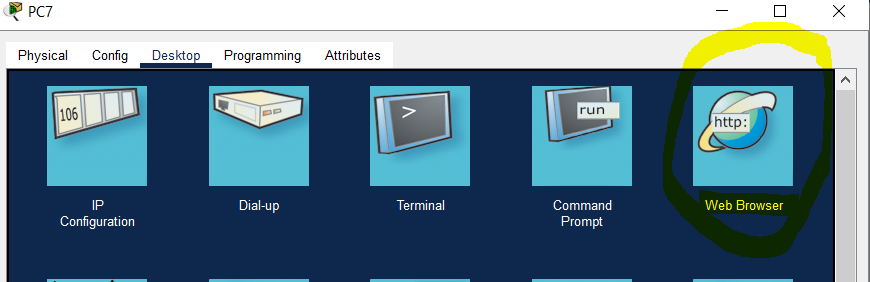 PC7
Physical Config Desktop Programming Attributes
106
>
run
http:
IP
Configuration
Dial-up
Terminal
Command
Prompt
Web Browser